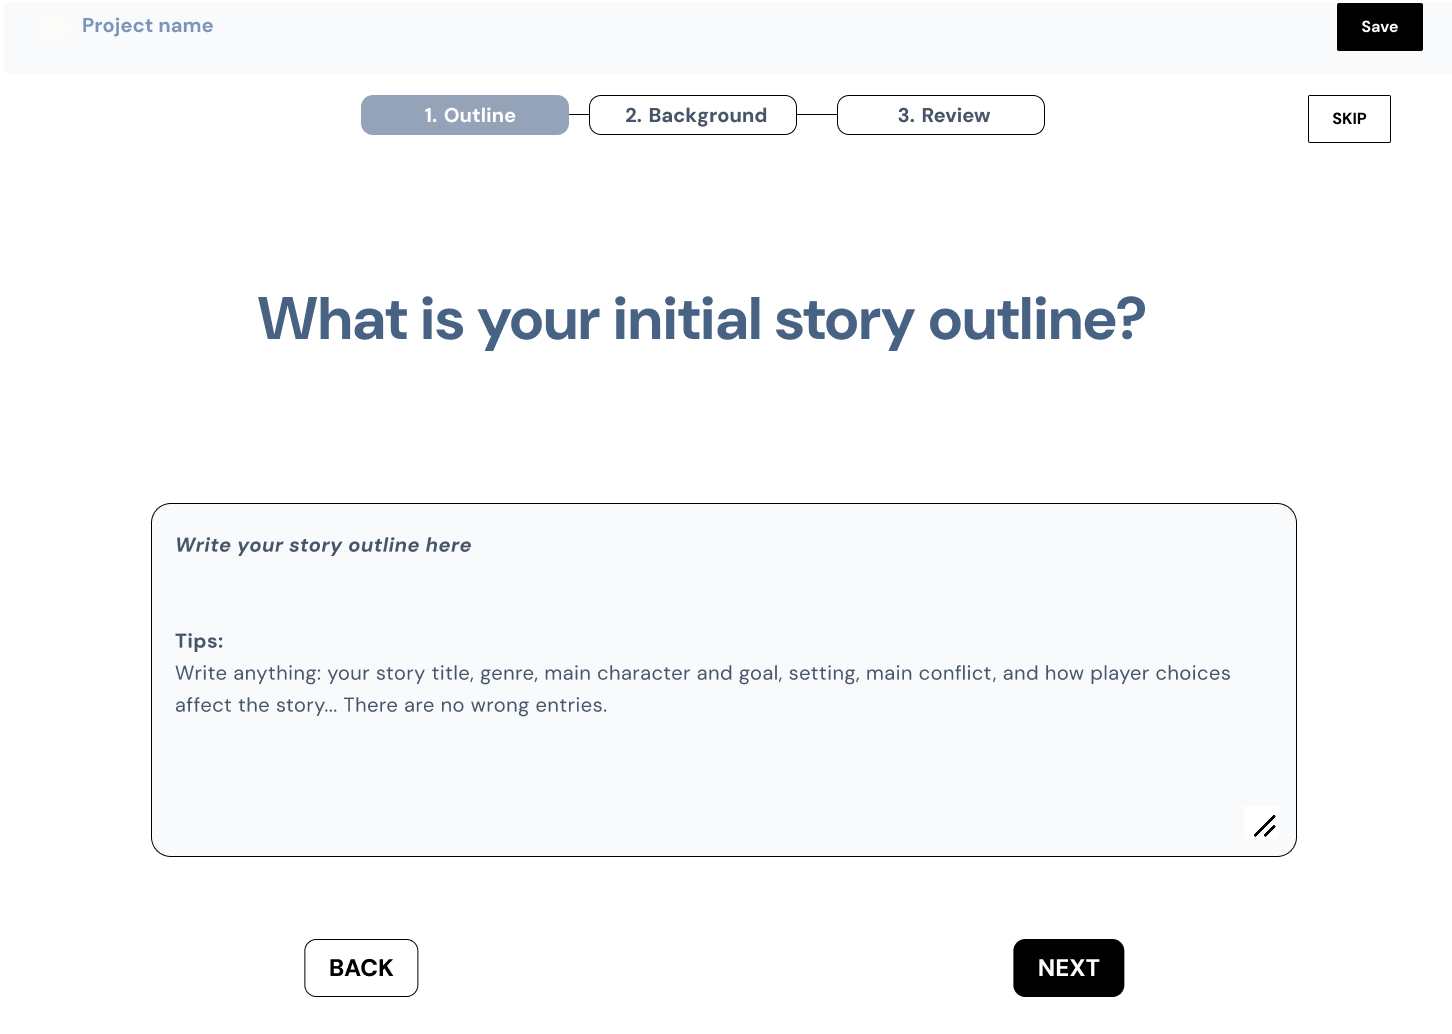 Project name
Save
1. Outline
2. Background
3. Review
SKIP
What is your initial story outline?
Write your story outline here
Tips:
Write anything: your story title, genre, main character and goal, setting, main conflict, and how player choices
affect the story... There are no wrong entries.
BACK
NEXT